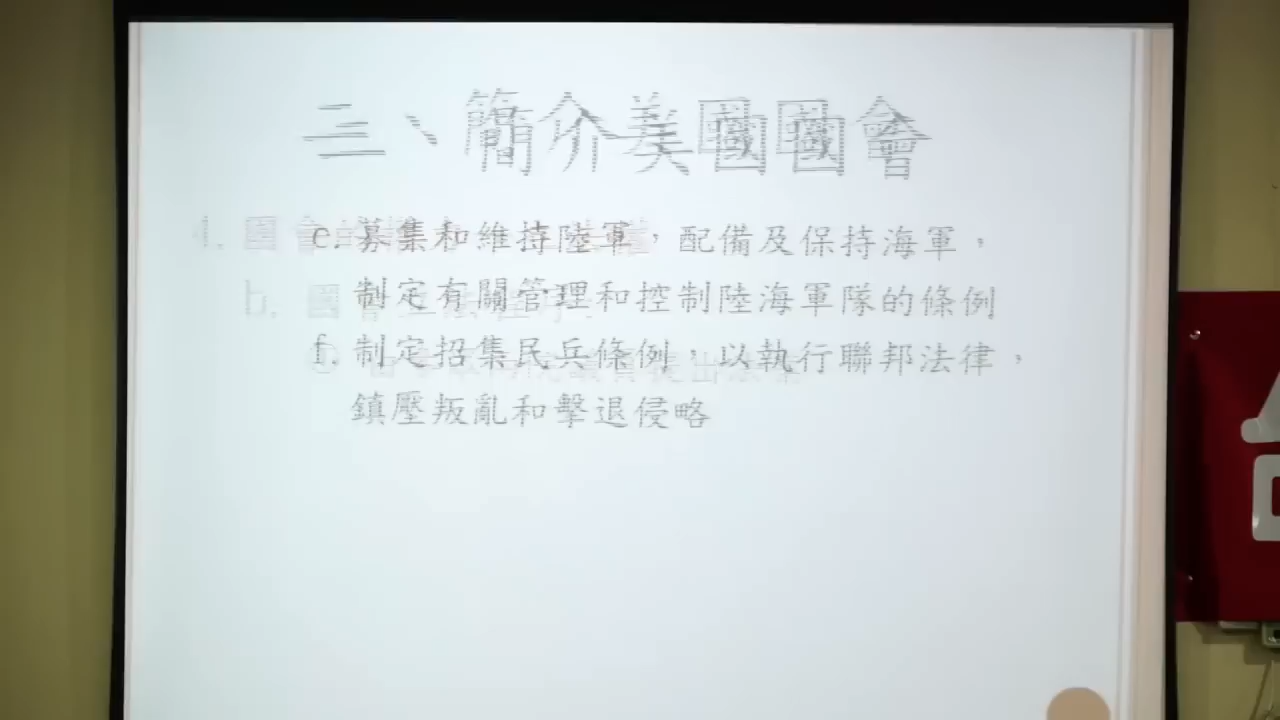 三、簡介美國國會
e. 募集和維持陸軍，配備及保持海軍，
制定有關管理和控制陸海軍隊的條例
f. 制定招集民兵條例，以執行聯邦法律，
鎮壓叛亂和擊退侵略